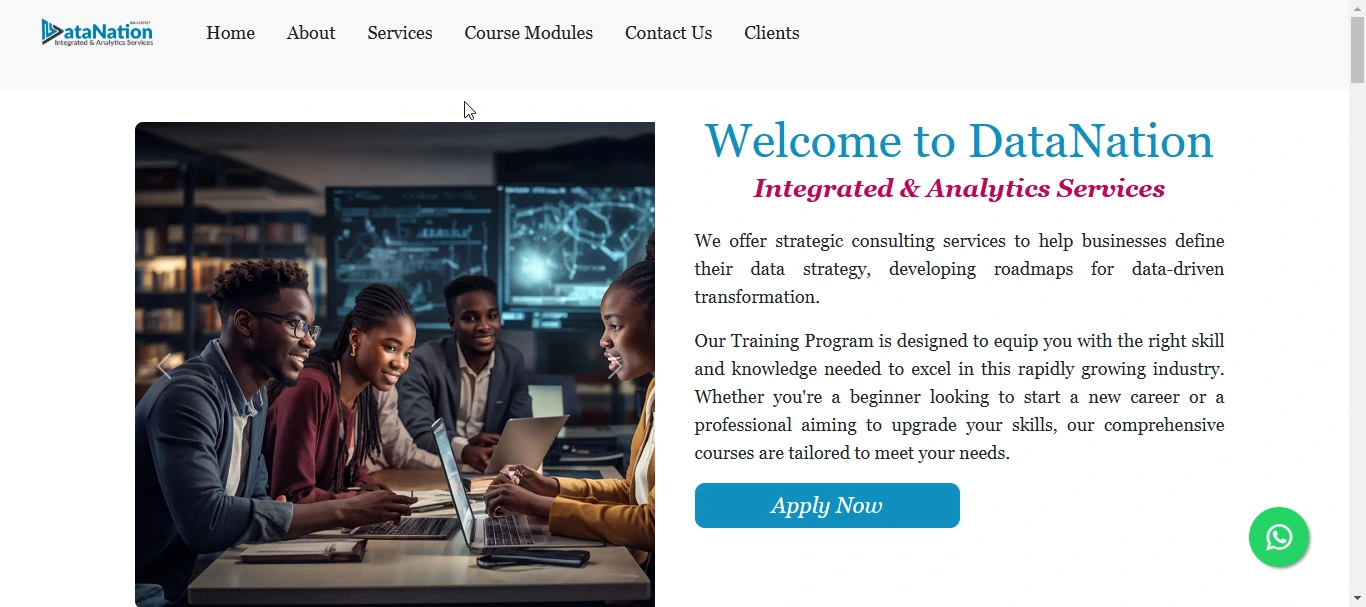 DataNation
Integrated & Analytics Services
Home
About
Services
Course Modules
Contact Us
Clients
Welcome to DataNation
Integrated & Analytics Services
We offer strategic consulting services to help businesses define
their data strategy, developing roadmaps for data-driven
transformation.
Our Training Program is designed to equip you with the right skill
and knowledge needed to excel in this rapidly growing industry.
Whether you're a beginner looking to start a new career or a
professional aiming to upgrade your skills, our comprehensive
courses are tailored to meet your needs.
Apply Now